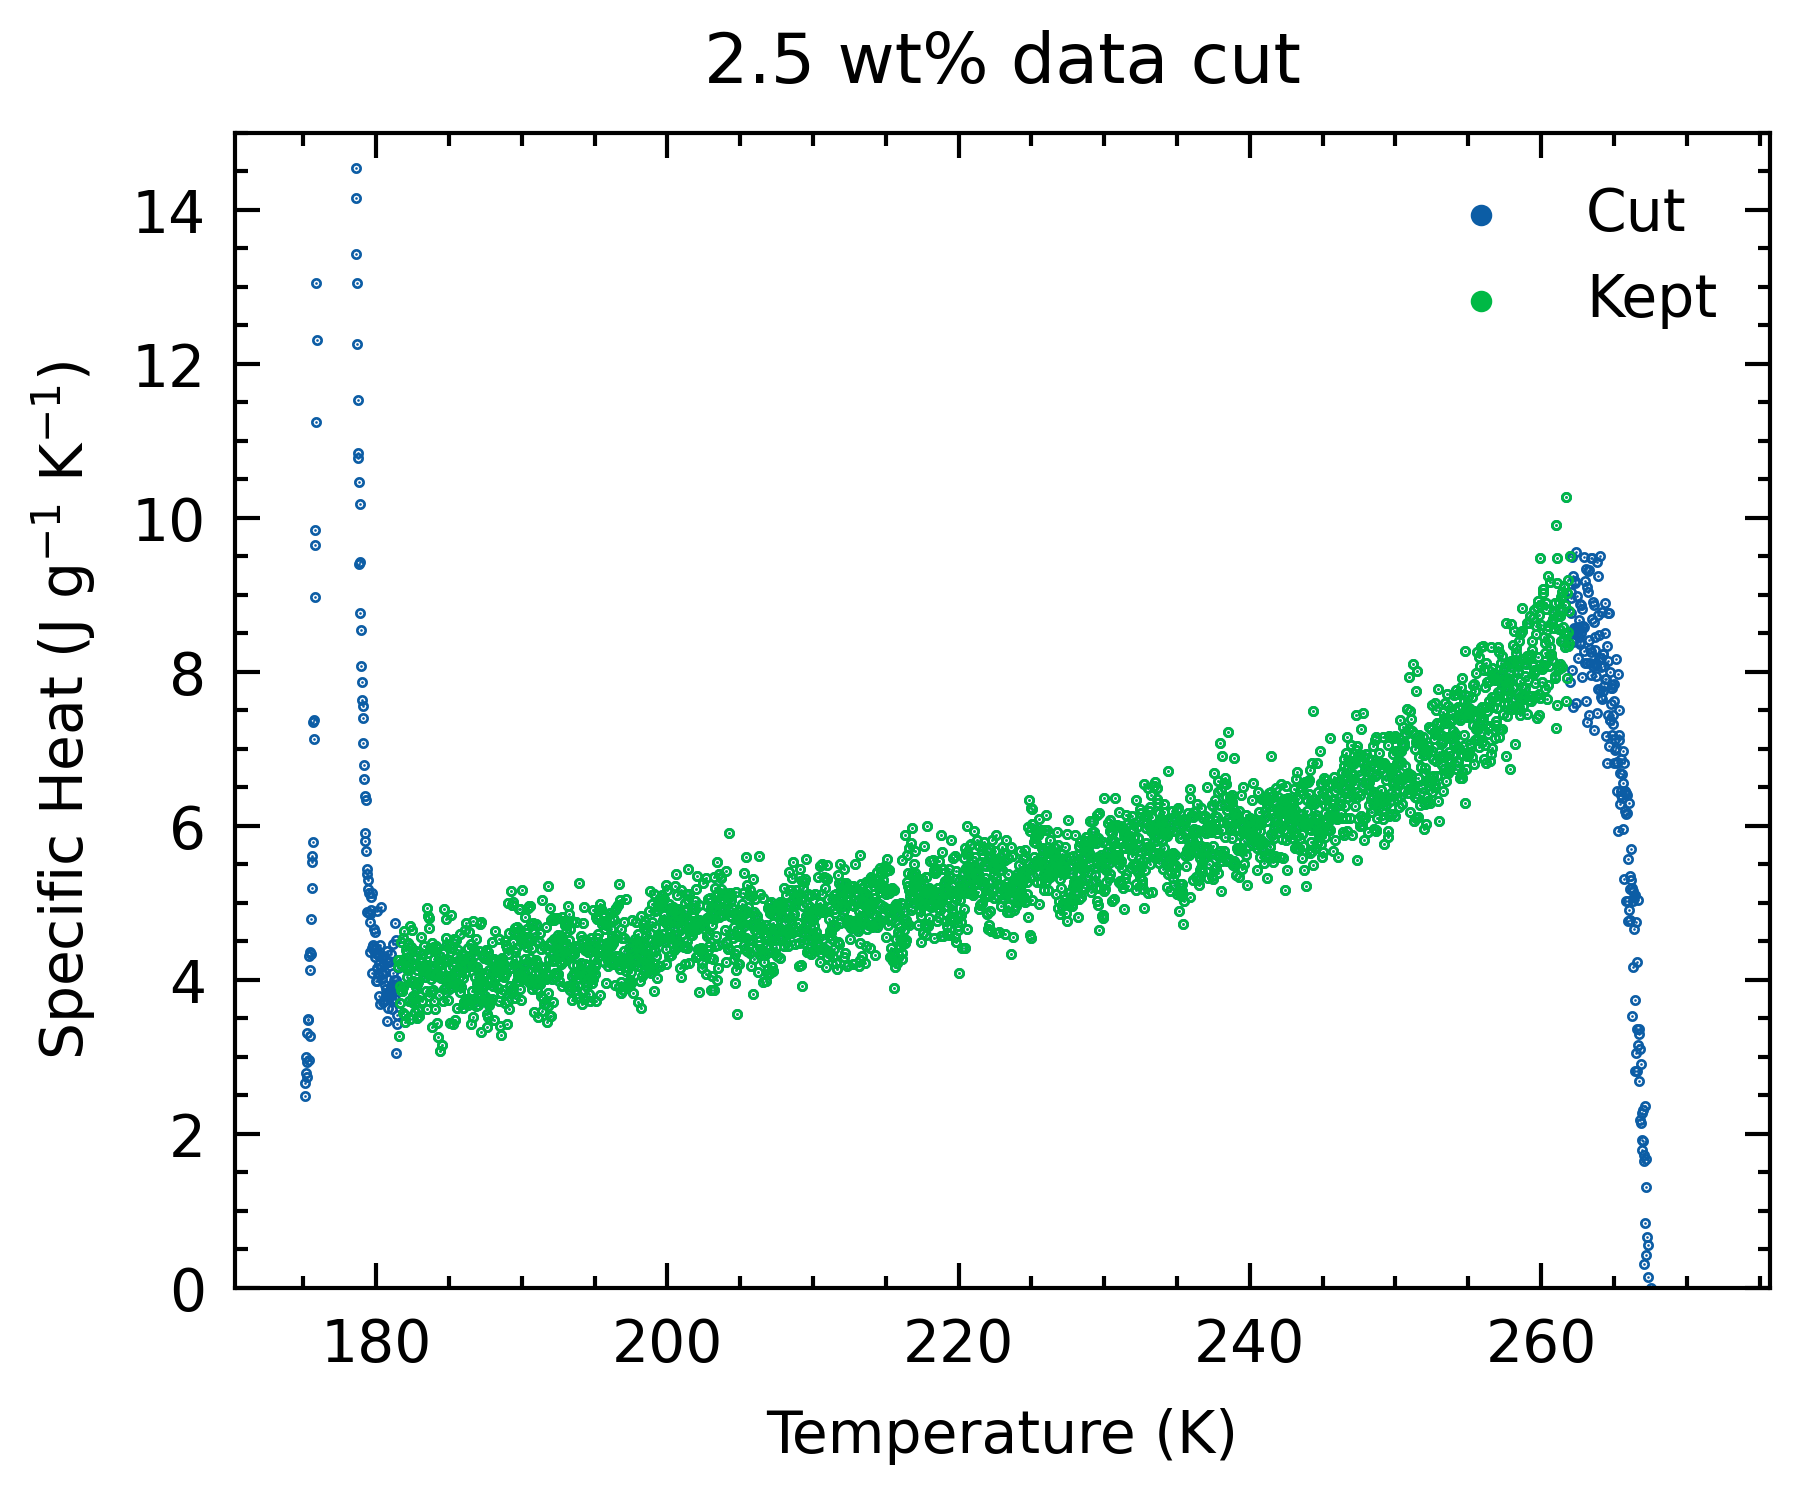 2.5 wt% data cut
Specific Heat (J g⁻¹ K⁻¹)
14
12
10
8
6
4
2
0
Cut
Kept
180 200 220 240 260
Temperature (K)